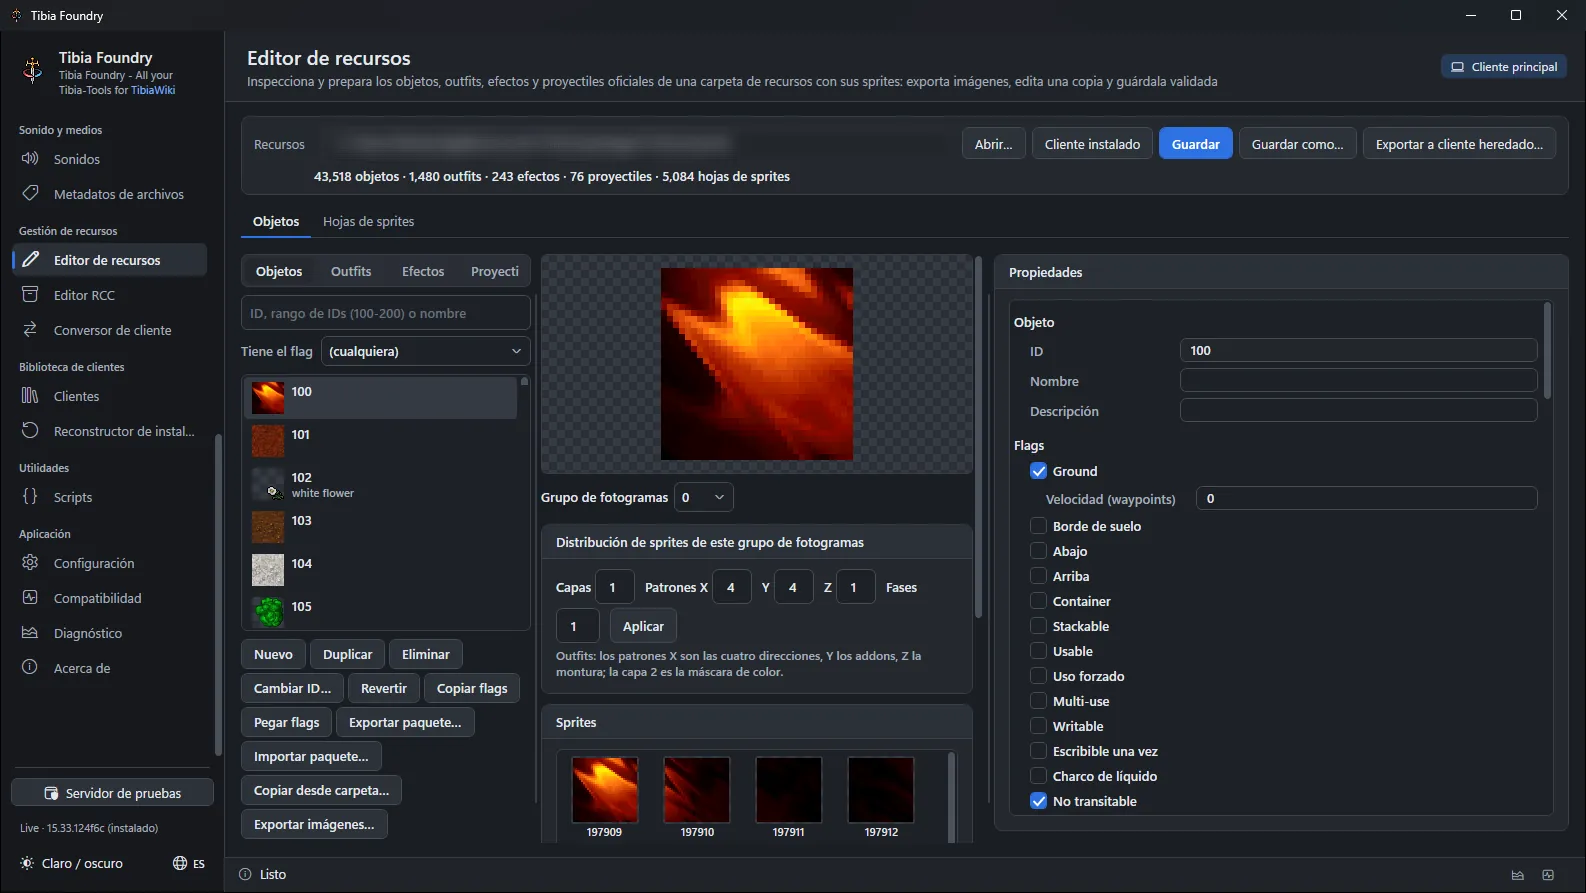 Tibia Foundry
Tibia Foundry
Tibia Foundry - All your
Tibia-Tools for TibiaWiki
Sonido y medios
Sonidos
Metadatos de archivos
Gestión de recursos
Editor de recursos
Editor RCC
Conversor de cliente
Biblioteca de clientes
Clientes
Reconstructor de instal...
Utilidades
Scripts
Aplicación
Configuración
Compatibilidad
Diagnóstico
Acerca de
Servidor de pruebas
Live · 15.33.124f6c (instalado)
Claro / oscuro
ES
Editor de recursos
Inspecciona y prepara los objetos, outfits, efectos y proyectiles oficiales de una carpeta de recursos con sus sprites: exporta imágenes, edita una copia y guárdala validada
Cliente principal
Recursos
Abrir...
Cliente instalado
Guardar
Guardar como...
Exportar a cliente heredado...
43,518 objetos · 1,480 outfits · 243 efectos · 76 proyectiles · 5,084 hojas de sprites
Objetos
Hojas de sprites
Objetos
Outfits
Efectos
Proyecti
ID, rango de IDs (100-200) o nombre
Tiene el flag
(cualquiera)
100
101
102
white flower
103
104
105
Nuevo
Duplicar
Eliminar
Cambiar ID...
Revertir
Copiar flags
Pegar flags
Exportar paquete...
Importar paquete...
Copiar desde carpeta...
Exportar imágenes...
Grupo de fotogramas
0
Distribución de sprites de este grupo de fotogramas
Capas
1
Patrones X
4
Y
4
Z
1
Fases
1
Aplicar
Outfits: los patrones X son las cuatro direcciones, Y los addons, Z la
montura; la capa 2 es la máscara de color.
Sprites
197909
197910
197911
197912
Propiedades
Objeto
ID
100
Nombre
Descripción
Flags
Ground
Velocidad (waypoints)
0
Borde de suelo
Abajo
Arriba
Container
Stackable
Usable
Uso forzado
Multi-use
Writable
Escribible una vez
Charco de líquido
No transitable
Listo